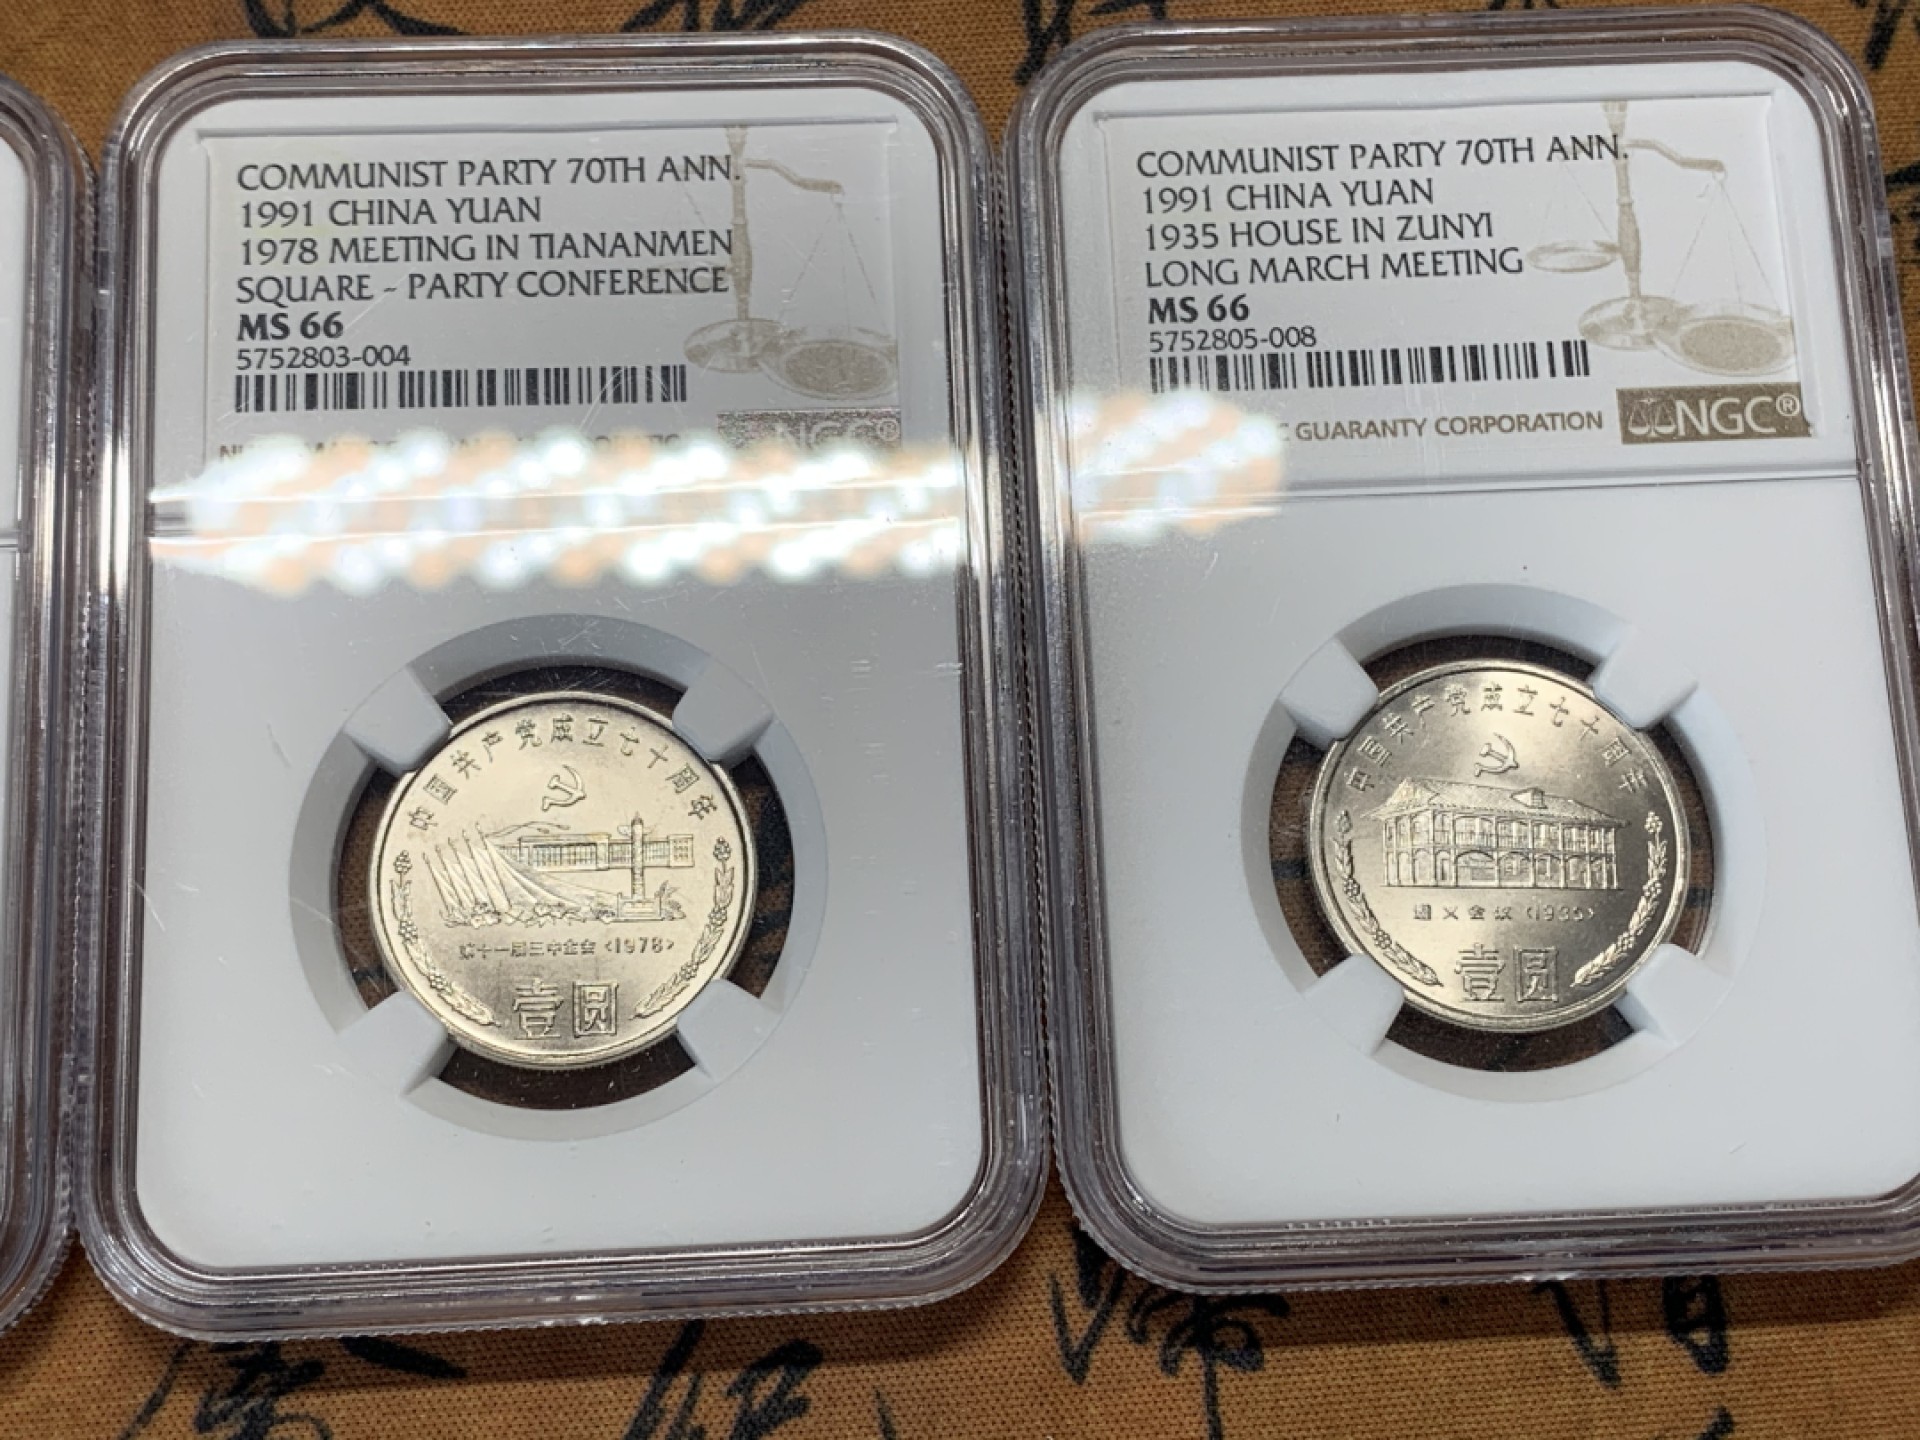 COMMUNIST PARTY 70TH ANN.
1991 CHINA YUAN
1978 MEETING IN TIANANMEN
SQUARE - PARTY CONFERENCE
MS 66
5752803-004
NGC®
中国共产党成立七十周年
第十一届三中全会〈1978〉
壹圆
COMMUNIST PARTY 70TH ANN.
1991 CHINA YUAN
1935 HOUSE IN ZUNYI
LONG MARCH MEETING
MS 66
5752805-008
GUARANTY CORPORATION
NGC®
中国共产党成立七十周年
遵义会议〈1935〉
壹圆